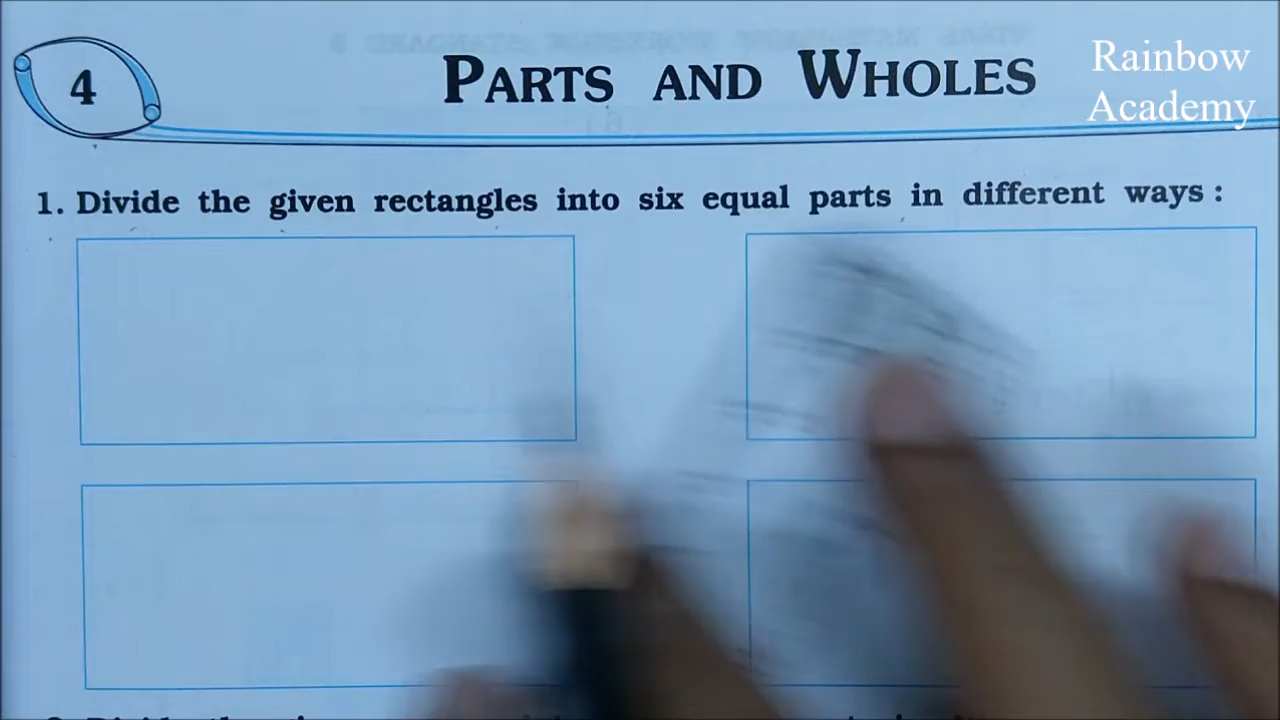 4
PARTS AND WHOLES
Rainbow
Academy
1. Divide the given rectangles into six equal parts in different ways :